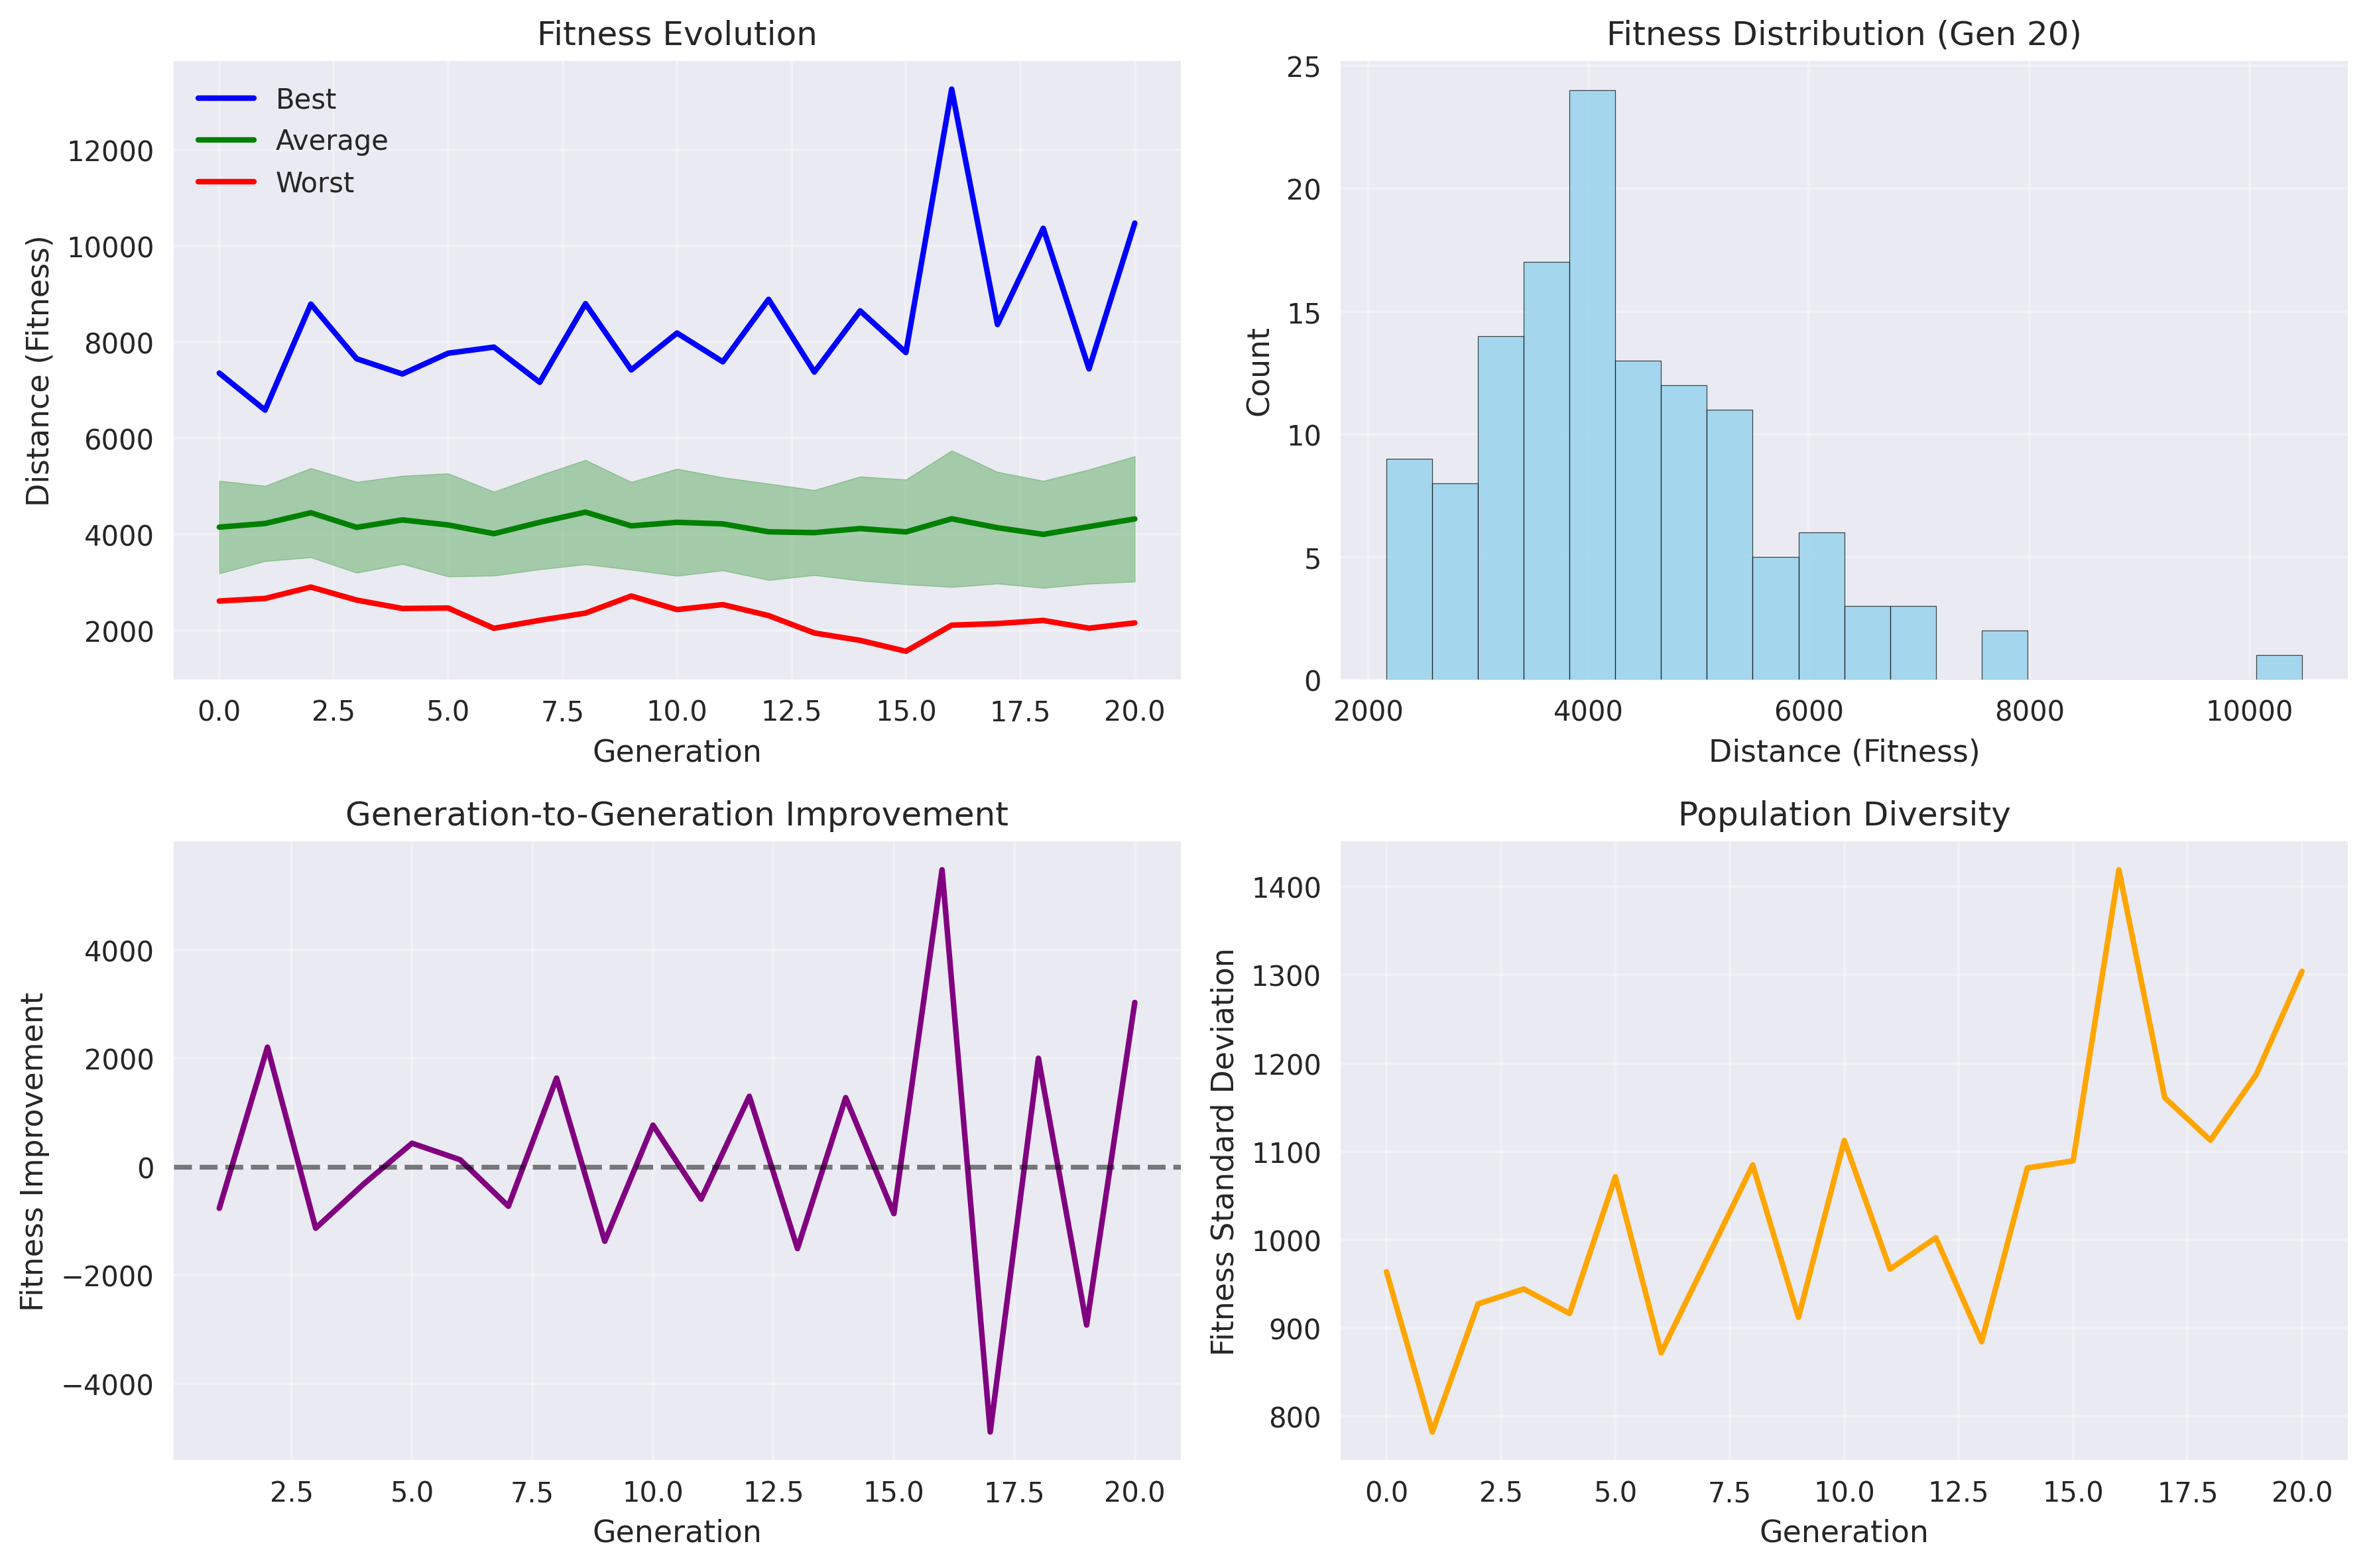 Fitness Evolution
Best
Average
Worst
12000
10000
8000
6000
4000
2000
Distance (Fitness)
0.0 2.5 5.0 7.5 10.0 12.5 15.0 17.5 20.0
Generation
Fitness Distribution (Gen 20)
25
20
15
10
5
0
Count
2000 4000 6000 8000 10000
Distance (Fitness)
Generation-to-Generation Improvement
4000
2000
0
−2000
−4000
Fitness Improvement
2.5 5.0 7.5 10.0 12.5 15.0 17.5 20.0
Generation
Population Diversity
1400
1300
1200
1100
1000
900
800
Fitness Standard Deviation
0.0 2.5 5.0 7.5 10.0 12.5 15.0 17.5 20.0
Generation